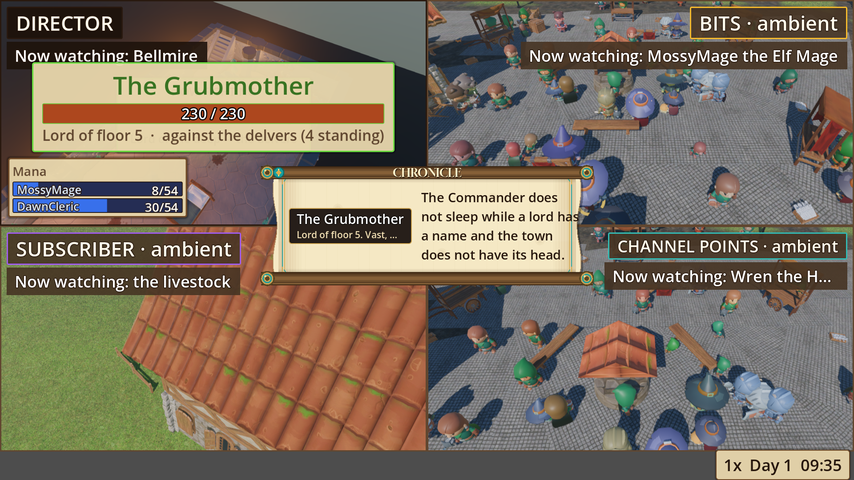 DIRECTOR
Now watching: Bellmire
The Grubmother
230 / 230
Lord of floor 5 · against the delvers (4 standing)
Mana
MossyMage 8/54
DawnCleric 30/54
BITS · ambient
Now watching: MossyMage the Elf Mage
CHRONICLE
The Grubmother
Lord of floor 5. Vast, ...
The Commander does
not sleep while a lord has
a name and the town
does not have its head.
SUBSCRIBER · ambient
Now watching: the livestock
CHANNEL POINTS · ambient
Now watching: Wren the H...
1x Day 1 09:35